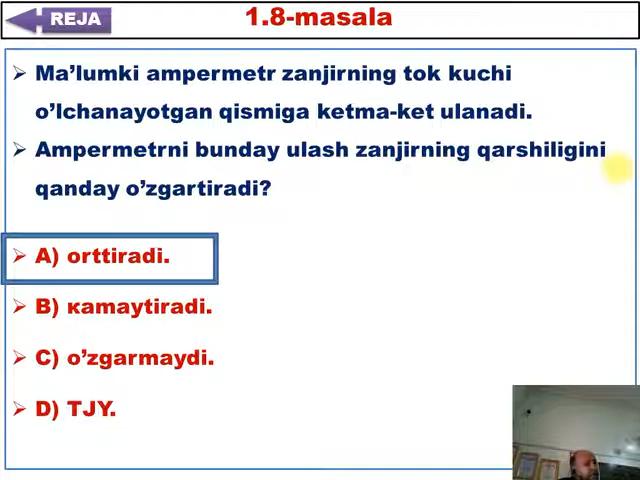 REJA
1.8-masala
Ma’lumki ampermetr zanjirning tok kuchi
o’lchanayotgan qismiga ketma-ket ulanadi.
Ampermetrni bunday ulash zanjirning qarshiligini
qanday o’zgartiradi?
A) orttiradi.
B) кamaytiradi.
C) o’zgarmaydi.
D) TJY.